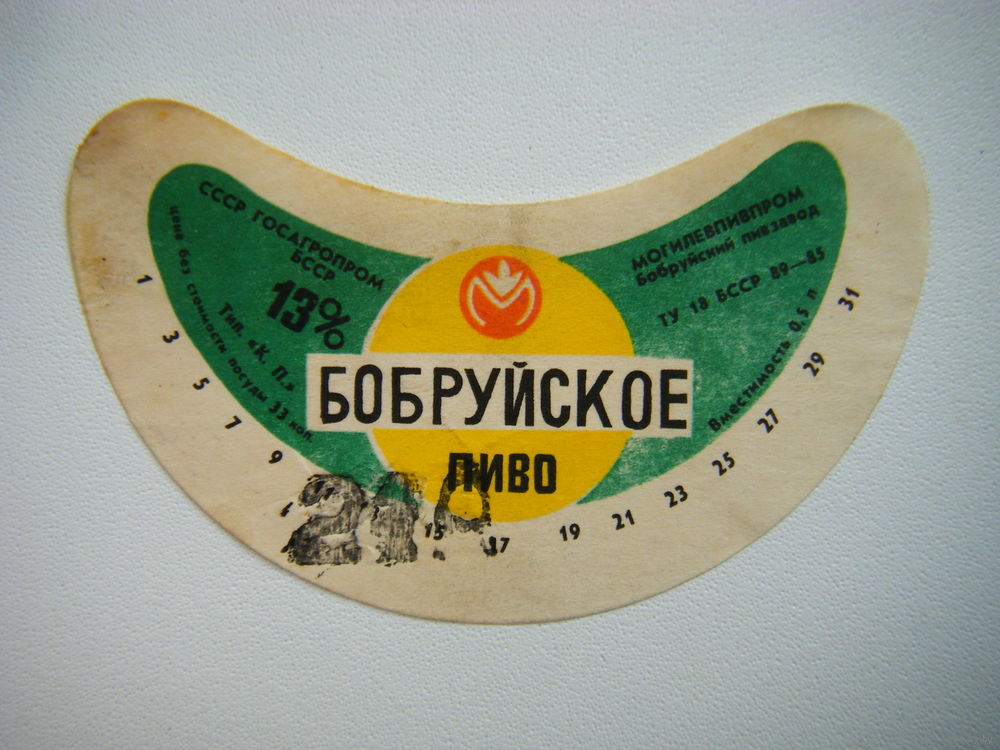 СССР ГОСАГРОПРОМ
БССР
13%
Тип. «К. П.»
цена без стоимости посуды 33 коп.
МОГИЛЕВПИВПРОМ
Бобруйский пивзавод
ТУ 18 БССР 89—85
Вместимость 0,5 л
БОБРУЙСКОЕ
ПИВО
1 3 5 7 9 15 17 19 21 23 25 27 29 31